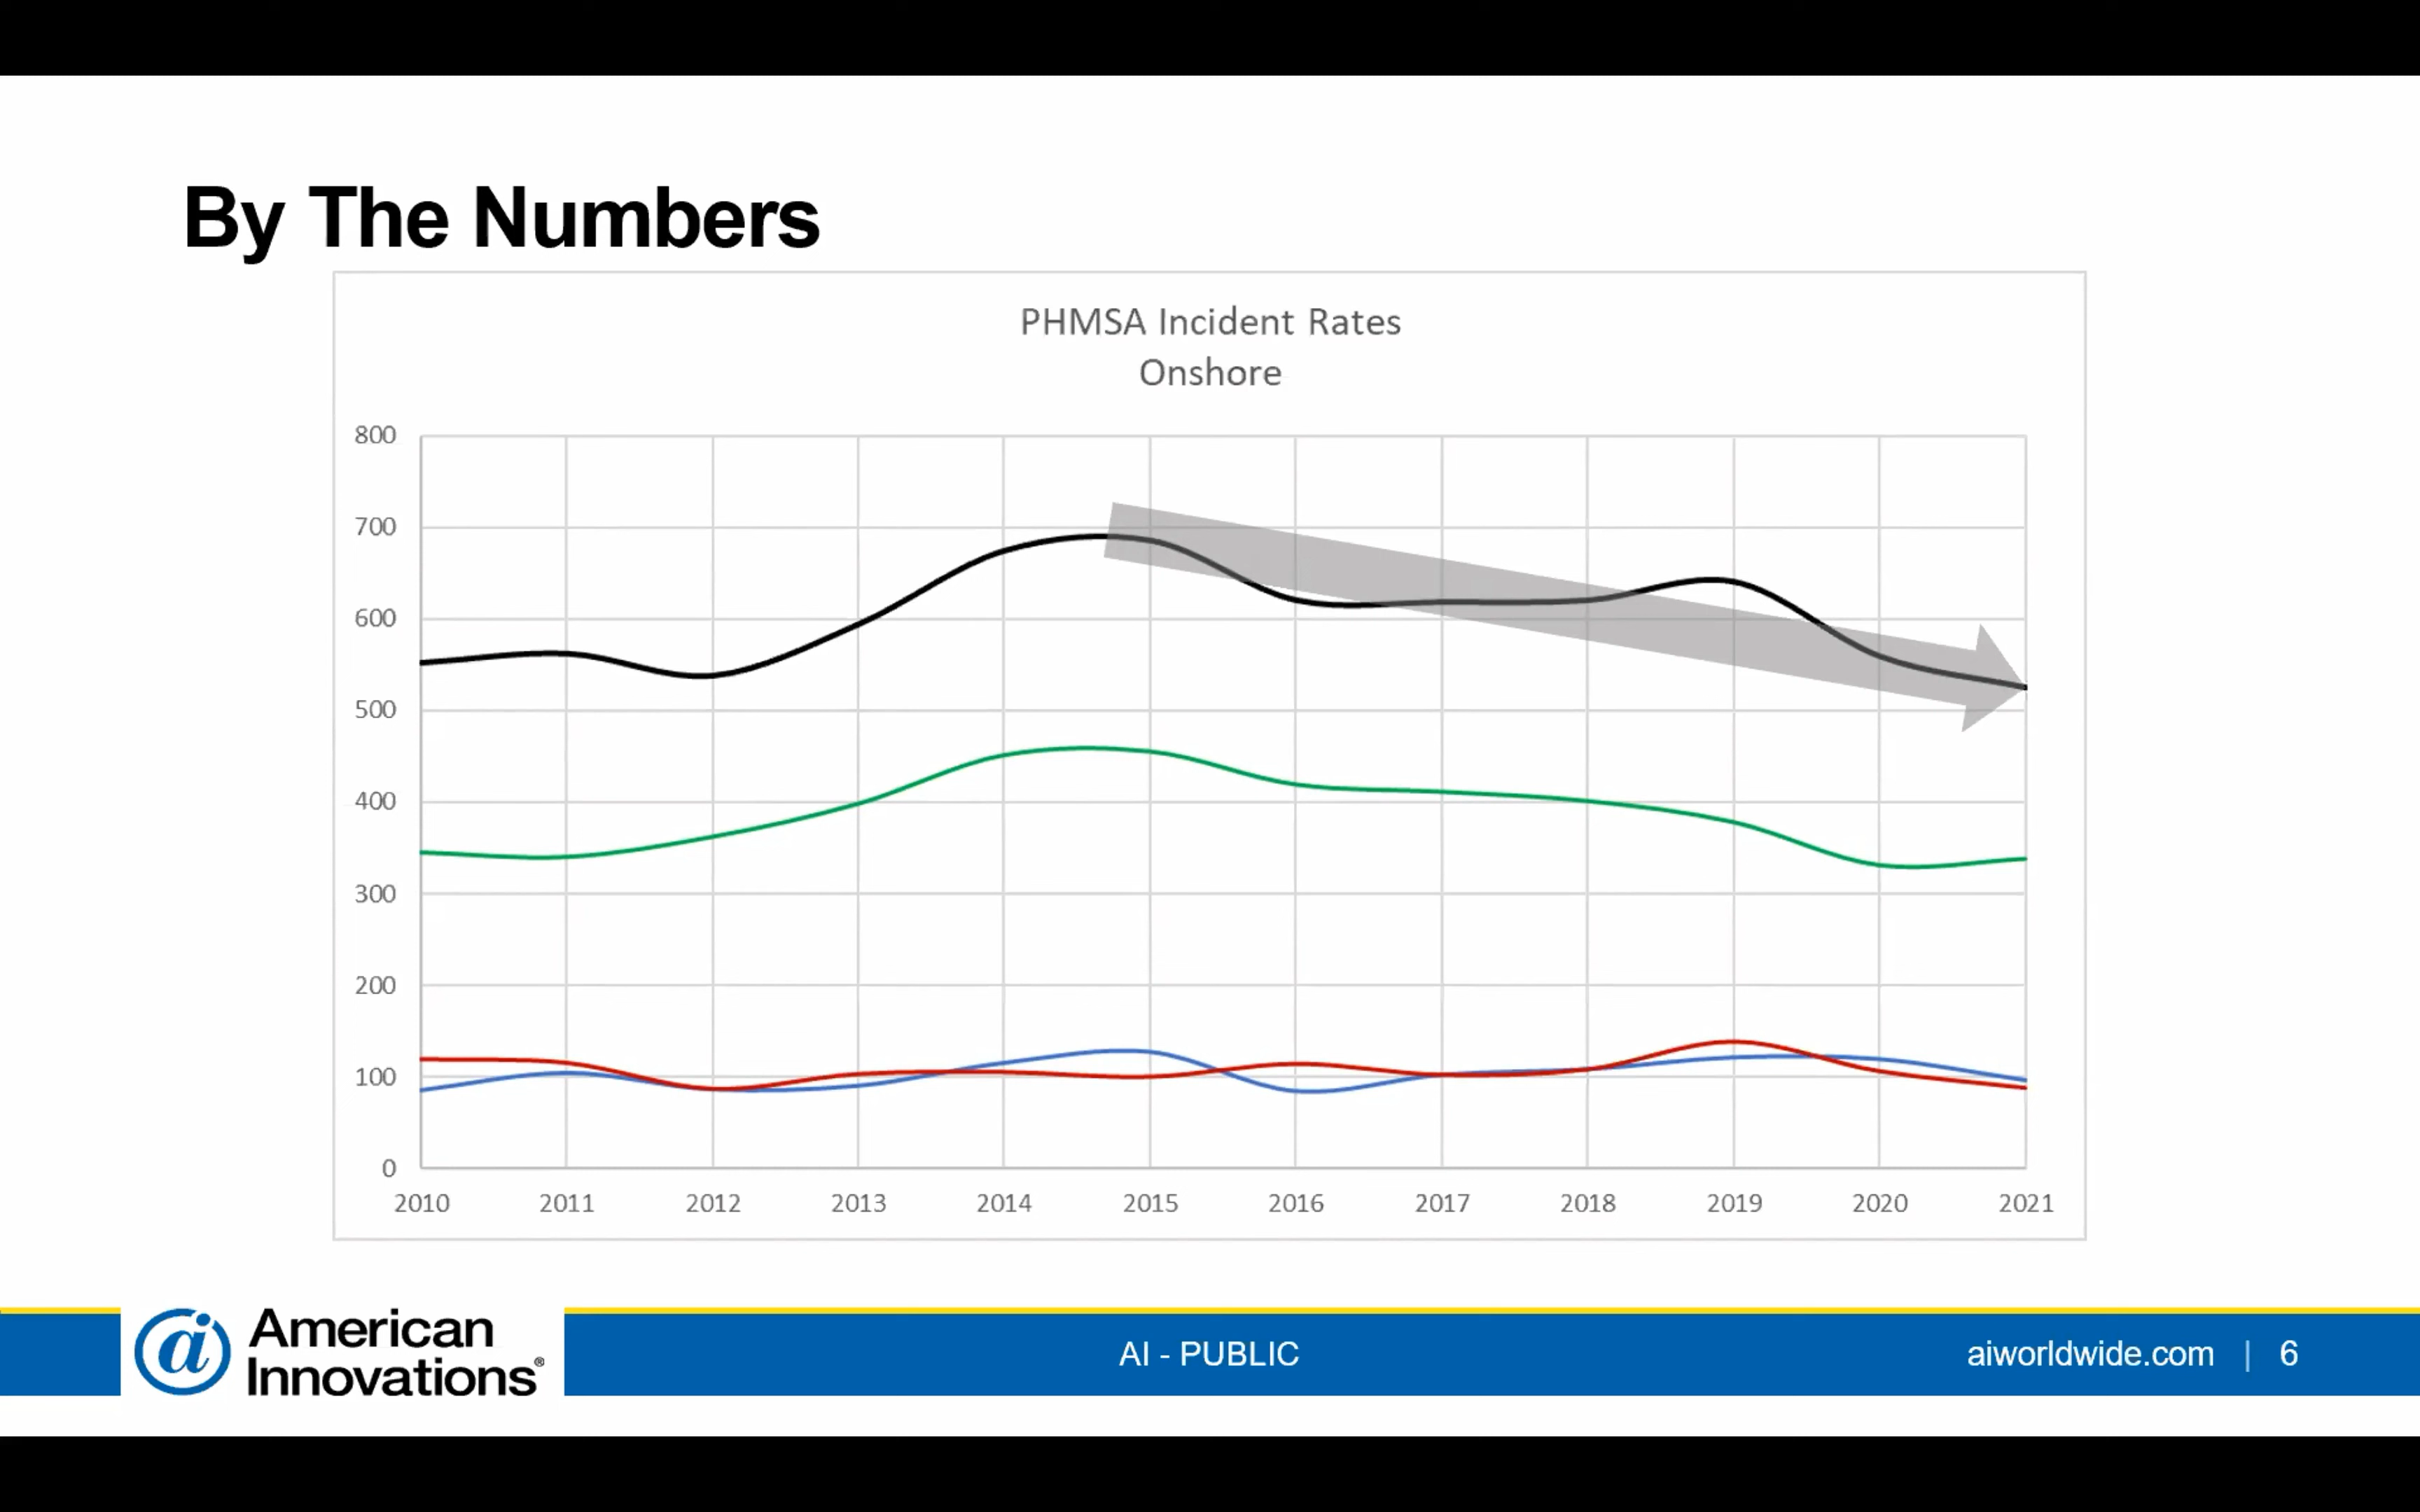 By The Numbers
PHMSA Incident Rates
Onshore
800
700
600
500
400
300
200
100
0
2010 2011 2012 2013 2014 2015 2016 2017 2018 2019 2020 2021
American
Innovations®
AI - PUBLIC
aiworldwide.com | 6